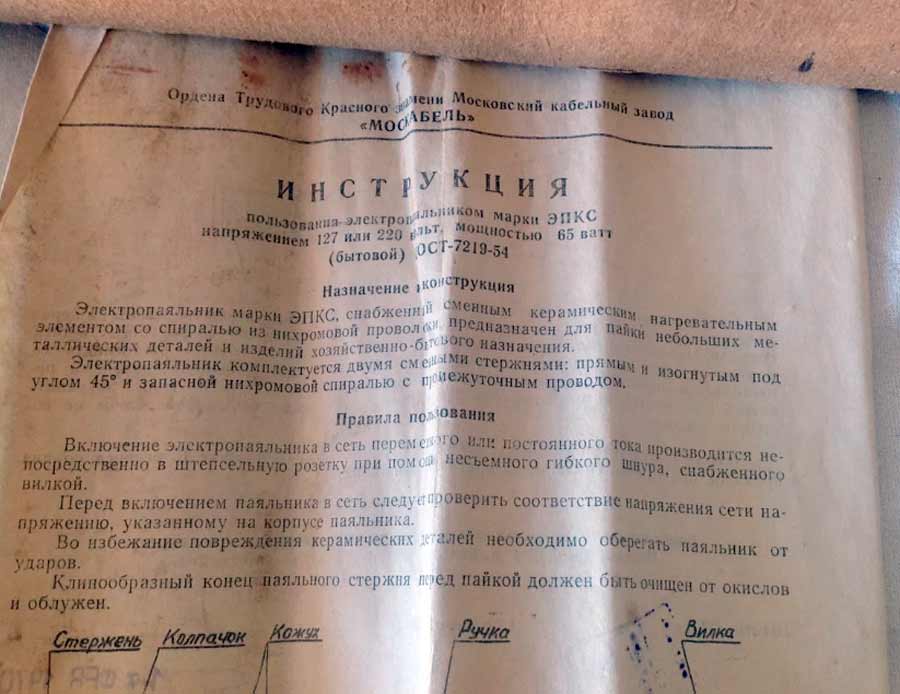 Ордена Трудового Красного знамени Московский кабельный завод
«МОСКАБЕЛЬ»
ИНСТРУКЦИЯ
пользования электропаяльником марки ЭПКС
напряжением 127 или 220 вольт, мощностью 65 ватт
(бытовой) ГОСТ-7219-54
Назначение и конструкция
Электропаяльник марки ЭПКС, снабженный сменным керамическим нагревательным
элементом со спиралью из нихромовой проволоки, предназначен для пайки небольших ме-
таллических деталей и изделий хозяйственно-бытового назначения.
Электропаяльник комплектуется двумя сменными стержнями: прямым и изогнутым под
углом 45° и запасной нихромовой спиралью с промежуточным проводом.
Правила пользования
Включение электропаяльника в сеть переменного или постоянного тока производится не-
посредственно в штепсельную розетку при помощи несъемного гибкого шнура, снабженного
вилкой.
Перед включением паяльника в сеть следует проверить соответствие напряжения сети на-
пряжению, указанному на корпусе паяльника.
Во избежание повреждения керамических деталей необходимо оберегать паяльник от
ударов.
Клинообразный конец паяльного стержня перед пайкой должен быть очищен от окислов
и облужен.
Стержень Колпачок Кожух Ручка Вилка